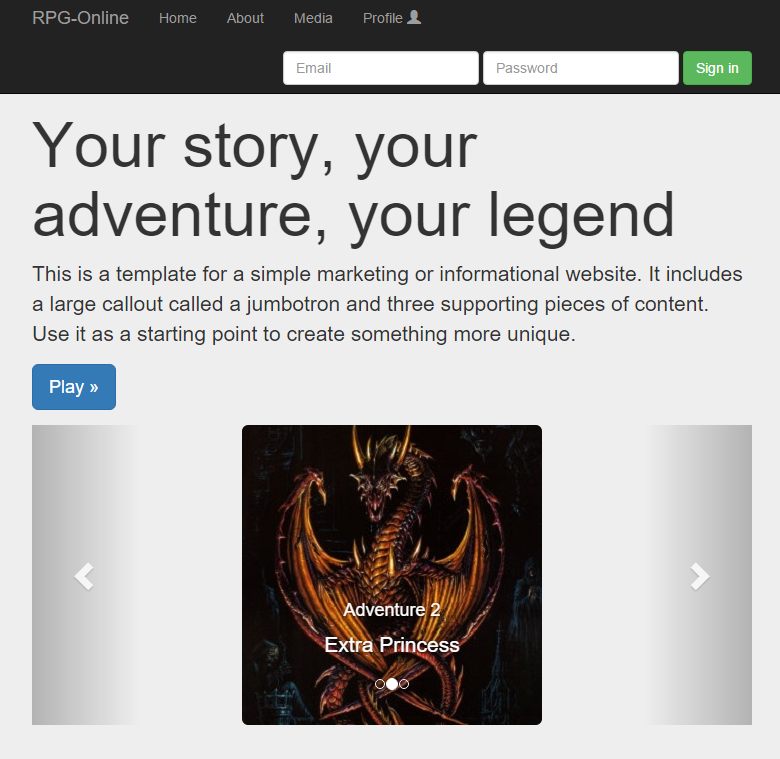 RPG-Online Home About Media Profile
Email Password Sign in
Your story, your
adventure, your legend
This is a template for a simple marketing or informational website. It includes
a large callout called a jumbotron and three supporting pieces of content.
Use it as a starting point to create something more unique.
Play »
Adventure 2
Extra Princess